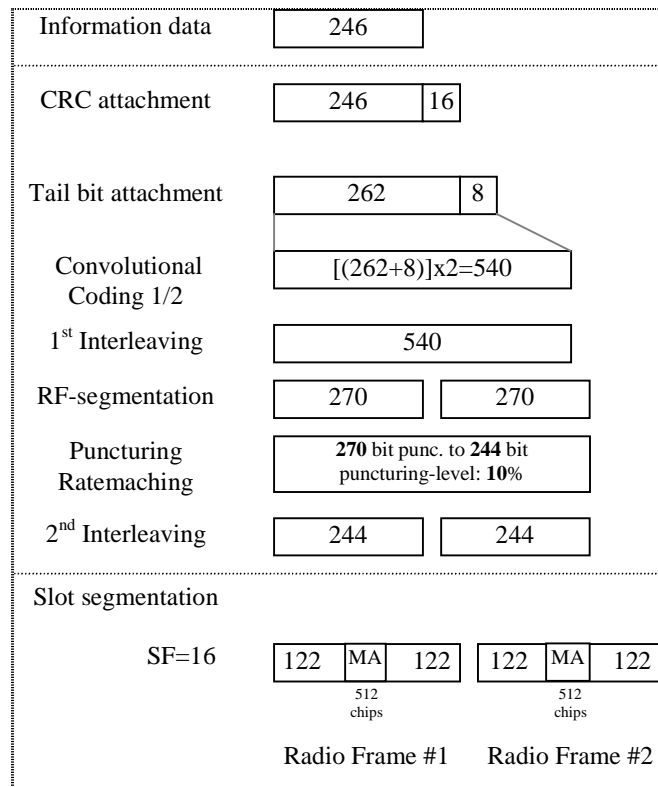 Information data 246
CRC attachment 246 16
Tail bit attachment 262 8
Convolutional
Coding 1/2
[(262+8)]x2=540
1st Interleaving 540
RF-segmentation 270 270
Puncturing
Ratemaching
270 bit punc. to 244 bit
puncturing-level: 10%
2nd Interleaving 244 244
Slot segmentation
SF=16 122 MA 122 122 MA 122
512 512
chips chips
Radio Frame #1 Radio Frame #2